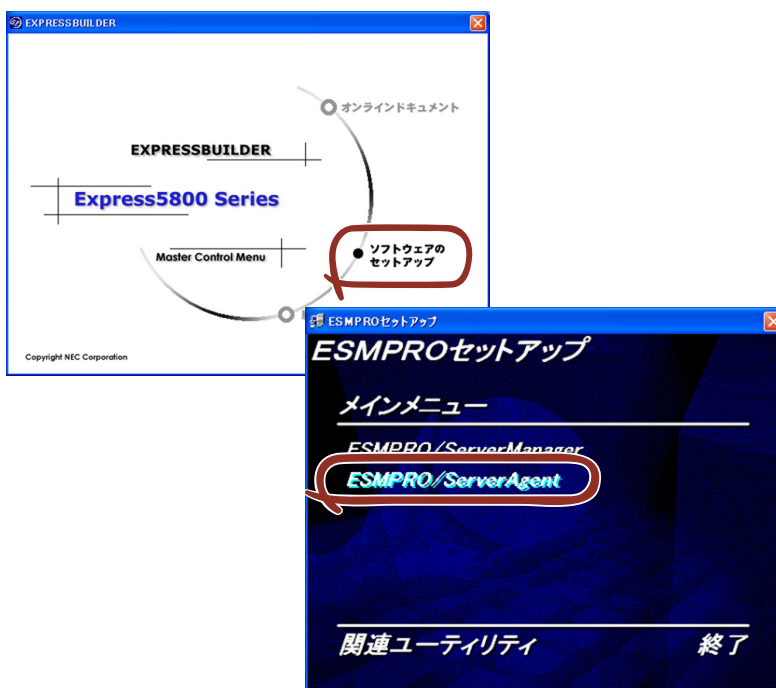 EXPRESSBUILDER
オンラインドキュメント
EXPRESSBUILDER
Express5800 Series
Master Control Menu
ソフトウェアの
セットアップ
Copyright NEC Corporation
ESMPROセットアップ
ESMPROセットアップ
メインメニュー
ESMPRO/ServerManager
ESMPRO/ServerAgent
関連ユーティリティ
終了